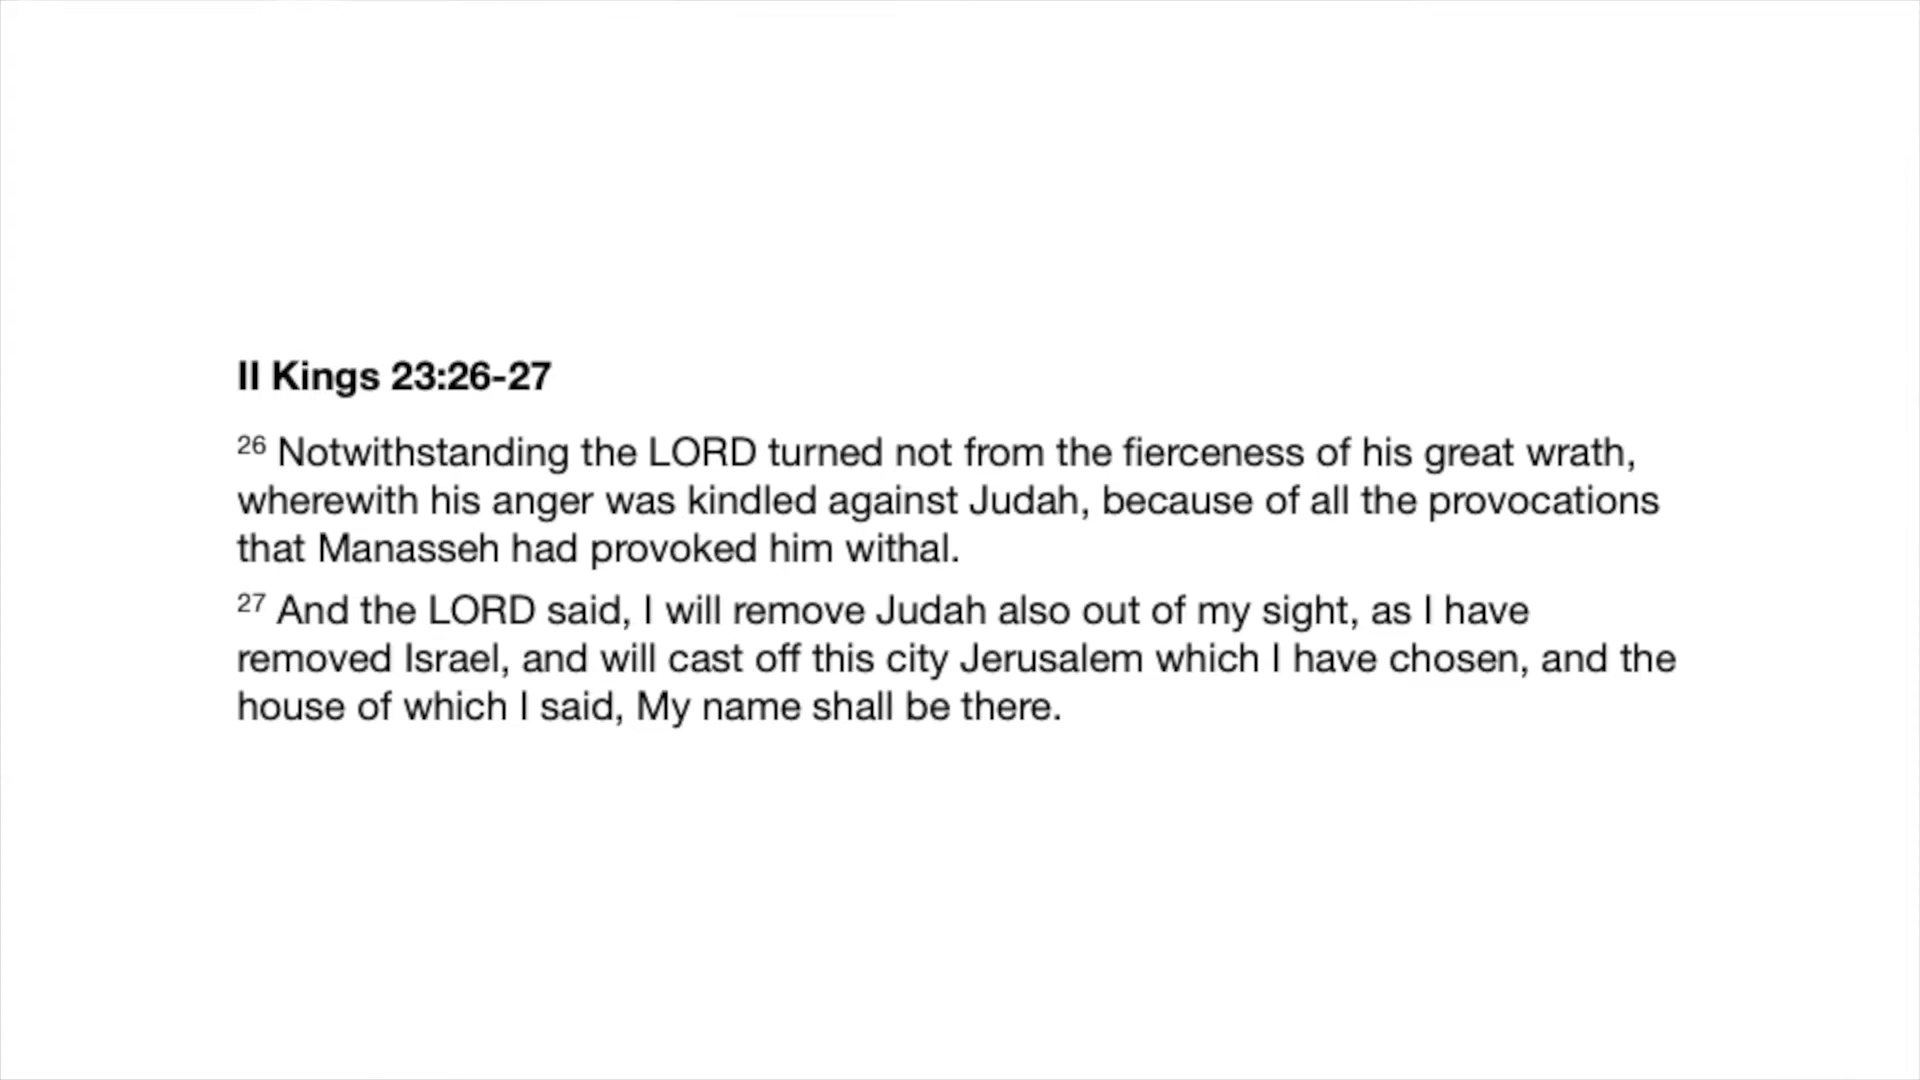 II Kings 23:26-27
26 Notwithstanding the LORD turned not from the fierceness of his great wrath,
wherewith his anger was kindled against Judah, because of all the provocations
that Manasseh had provoked him withal.
27 And the LORD said, I will remove Judah also out of my sight, as I have
removed Israel, and will cast off this city Jerusalem which I have chosen, and the
house of which I said, My name shall be there.